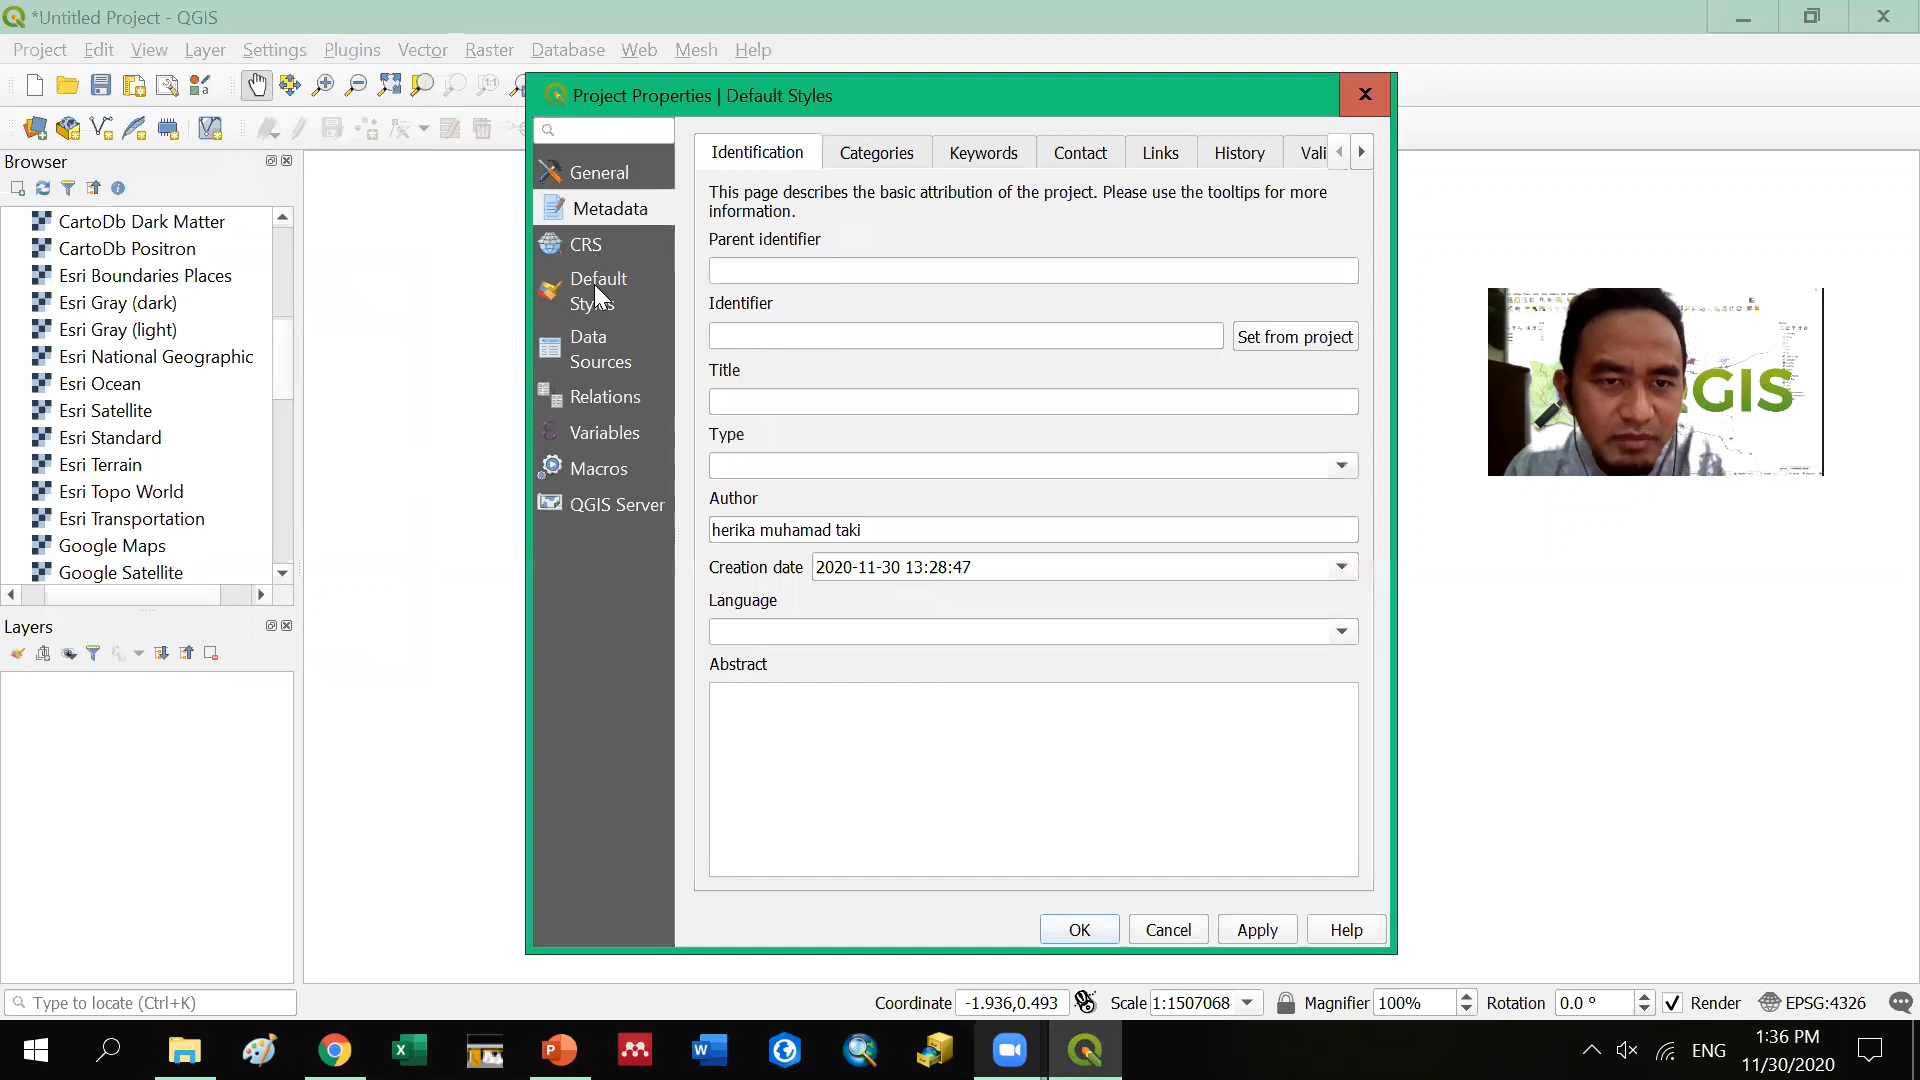 *Untitled Project - QGIS
Project Edit View Layer Settings Plugins Vector Raster Database Web Mesh Help
Project Properties | Default Styles
X
Browser
CartoDb Dark Matter
CartoDb Positron
Esri Boundaries Places
Esri Gray (dark)
Esri Gray (light)
Esri National Geographic
Esri Ocean
Esri Satellite
Esri Standard
Esri Terrain
Esri Topo World
Esri Transportation
Google Maps
Google Satellite
Layers
General
Metadata
CRS
Default
Styles
Data
Sources
Relations
Variables
Macros
QGIS Server
Identification Categories Keywords Contact Links History Vali
This page describes the basic attribution of the project. Please use the tooltips for more
information.
Parent identifier
Identifier
Set from project
Title
Type
Author
herika muhamad taki
Creation date 2020-11-30 13:28:47
Language
Abstract
OK Cancel Apply Help
QGIS
Type to locate (Ctrl+K)
Coordinate -1.936,0.493 Scale 1:1507068 Magnifier 100% Rotation 0.0 ° Render EPSG:4326
ENG
1:36 PM
11/30/2020